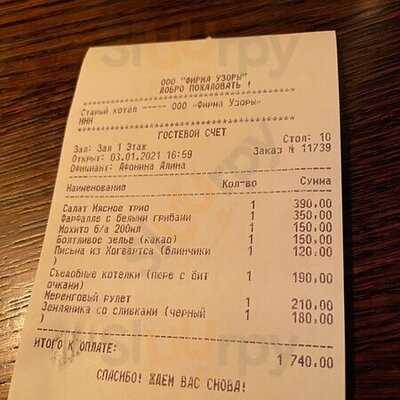 ООО "ФИРМА УЗОРЫ"
ДОБРО ПОЖАЛОВАТЬ !
Старый котел ----- ООО «Фирма Узоры»
ИНН
ГОСТЕВОЙ СЧЕТ
Зал: Зал 1 Этаж Стол: 10
Открыт: 03.01.2021 16:59 Заказ № 11739
Официант: Афонина Алина
Наименование Кол-во Сумма
Салат Мясное трио 1 390.00
Фарфалле с белыми грибами 1 350.00
Мохито б/а 200мл 1 150.00
Болтливое зелье (какао) 1 150.00
Письма из Хогвартса (блинчики 1 120.00
)
Съедобные котелки (пере с бит 1 190.00
очками)
Меренговый рулет 1 210.00
Земляника со сливками (черный 1 180.00
)
ИТОГО К ОПЛАТЕ: 1 740.00
СПАСИБО! ЖДЕМ ВАС СНОВА!